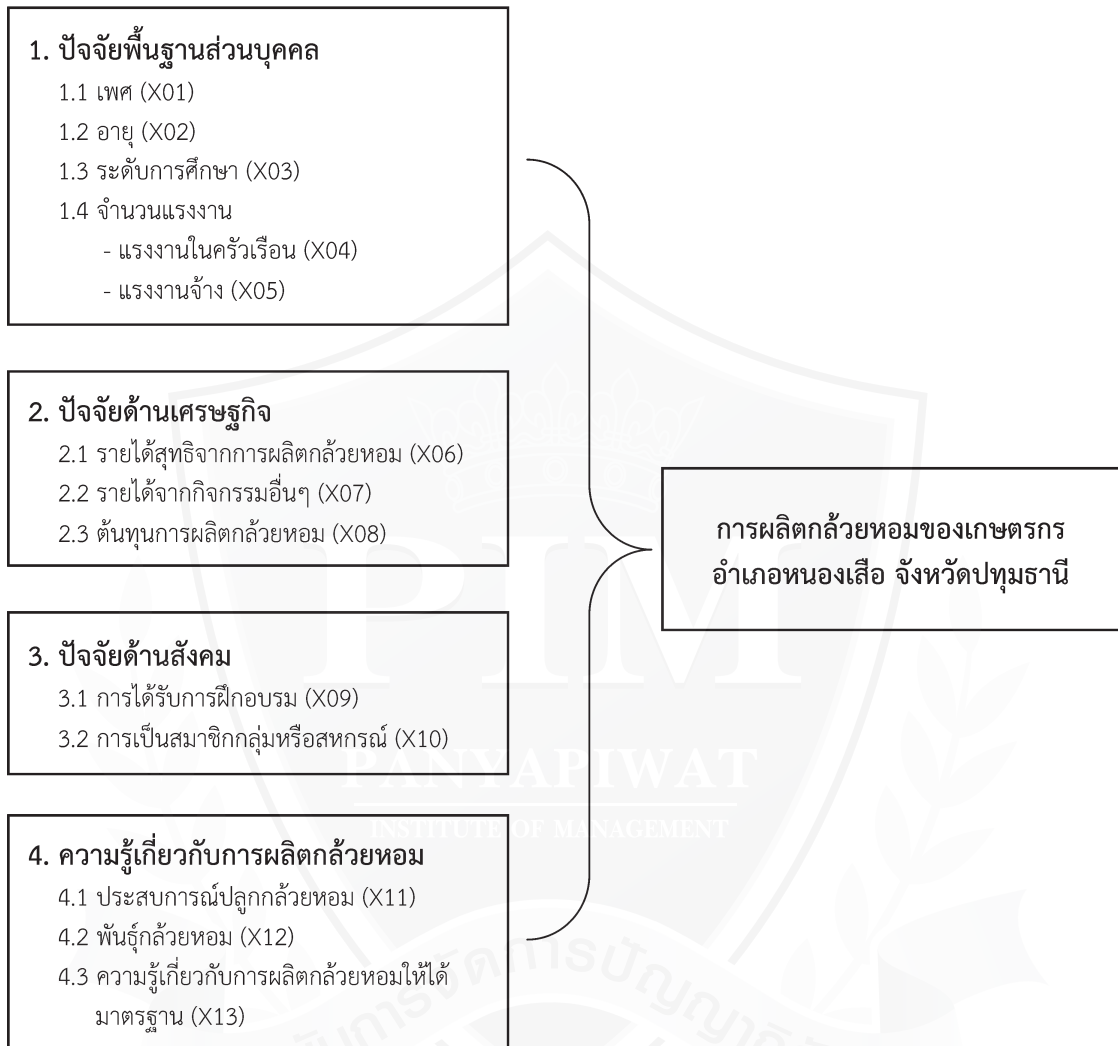 1. ปัจจัยพื้นฐานส่วนบุคคล
1.1 เพศ (X01)
1.2 อายุ (X02)
1.3 ระดับการศึกษา (X03)
1.4 จำนวนแรงงาน
- แรงงานในครัวเรือน (X04)
- แรงงานจ้าง (X05)
2. ปัจจัยด้านเศรษฐกิจ
2.1 รายได้สุทธิจากการผลิตกล้วยหอม (X06)
2.2 รายได้จากกิจกรรมอื่นๆ (X07)
2.3 ต้นทุนการผลิตกล้วยหอม (X08)
3. ปัจจัยด้านสังคม
3.1 การได้รับการฝึกอบรม (X09)
3.2 การเป็นสมาชิกกลุ่มหรือสหกรณ์ (X10)
4. ความรู้เกี่ยวกับการผลิตกล้วยหอม
4.1 ประสบการณ์ปลูกกล้วยหอม (X11)
4.2 พันธุ์กล้วยหอม (X12)
4.3 ความรู้เกี่ยวกับการผลิตกล้วยหอมให้ได้
มาตรฐาน (X13)
การผลิตกล้วยหอมของเกษตรกร
อำเภอหนองเสือ จังหวัดปทุมธานี
PIM
PANYAPIWAT
INSTITUTE OF MANAGEMENT